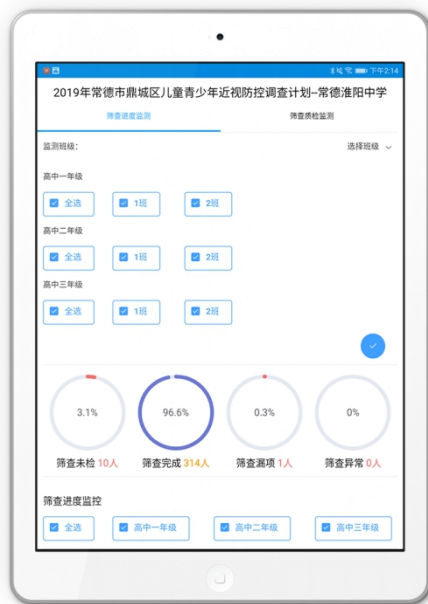 下午2:14
2019年常德市鼎城区儿童青少年近视防控调查计划--常德淮阳中学
筛查进度监测 筛查质检监测
监测班级: 选择班级
高中一年级
全选 1班 2班
高中二年级
全选 1班 2班
高中三年级
全选 1班 2班
3.1% 96.6% 0.3% 0%
筛查未检 10人 筛查完成 314人 筛查漏项 1人 筛查异常 0人
筛查进度监控
全选 高中一年级 高中二年级 高中三年级